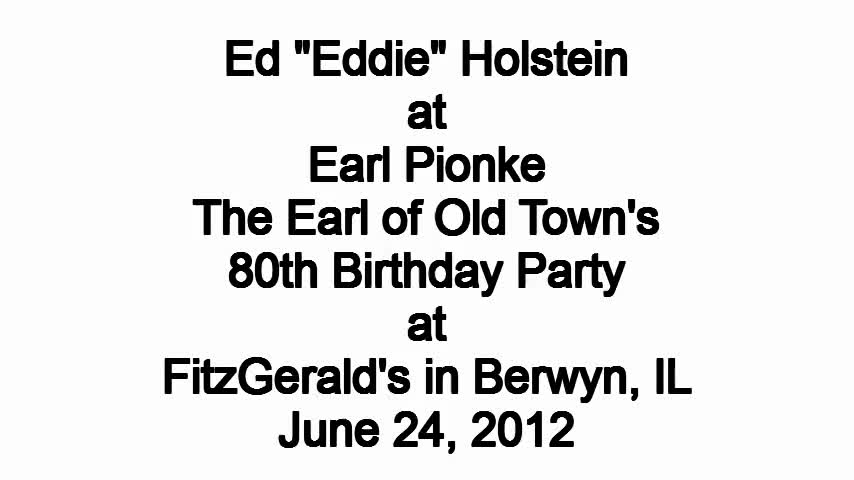 Ed "Eddie" Holstein
at
Earl Pionke
The Earl of Old Town's
80th Birthday Party
at
FitzGerald's in Berwyn, IL
June 24, 2012